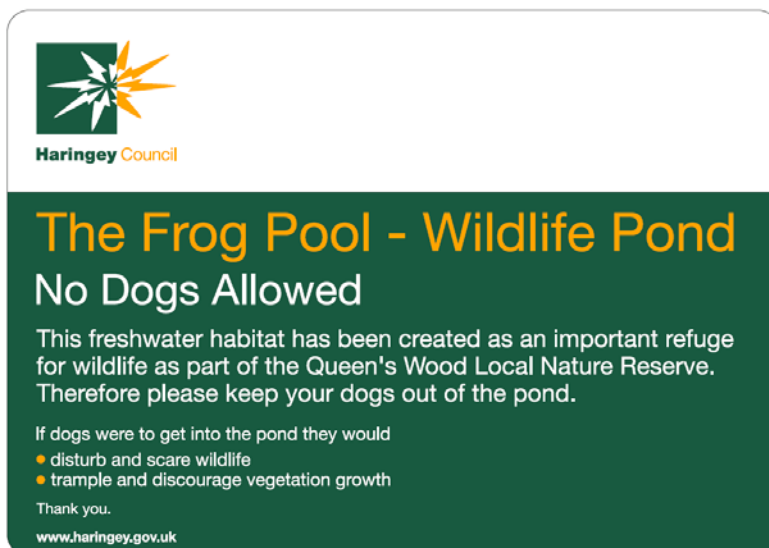 Haringey Council
The Frog Pool - Wildlife Pond
No Dogs Allowed
This freshwater habitat has been created as an important refuge
for wildlife as part of the Queen's Wood Local Nature Reserve.
Therefore please keep your dogs out of the pond.
If dogs were to get into the pond they would
• disturb and scare wildlife
• trample and discourage vegetation growth
Thank you.
www.haringey.gov.uk